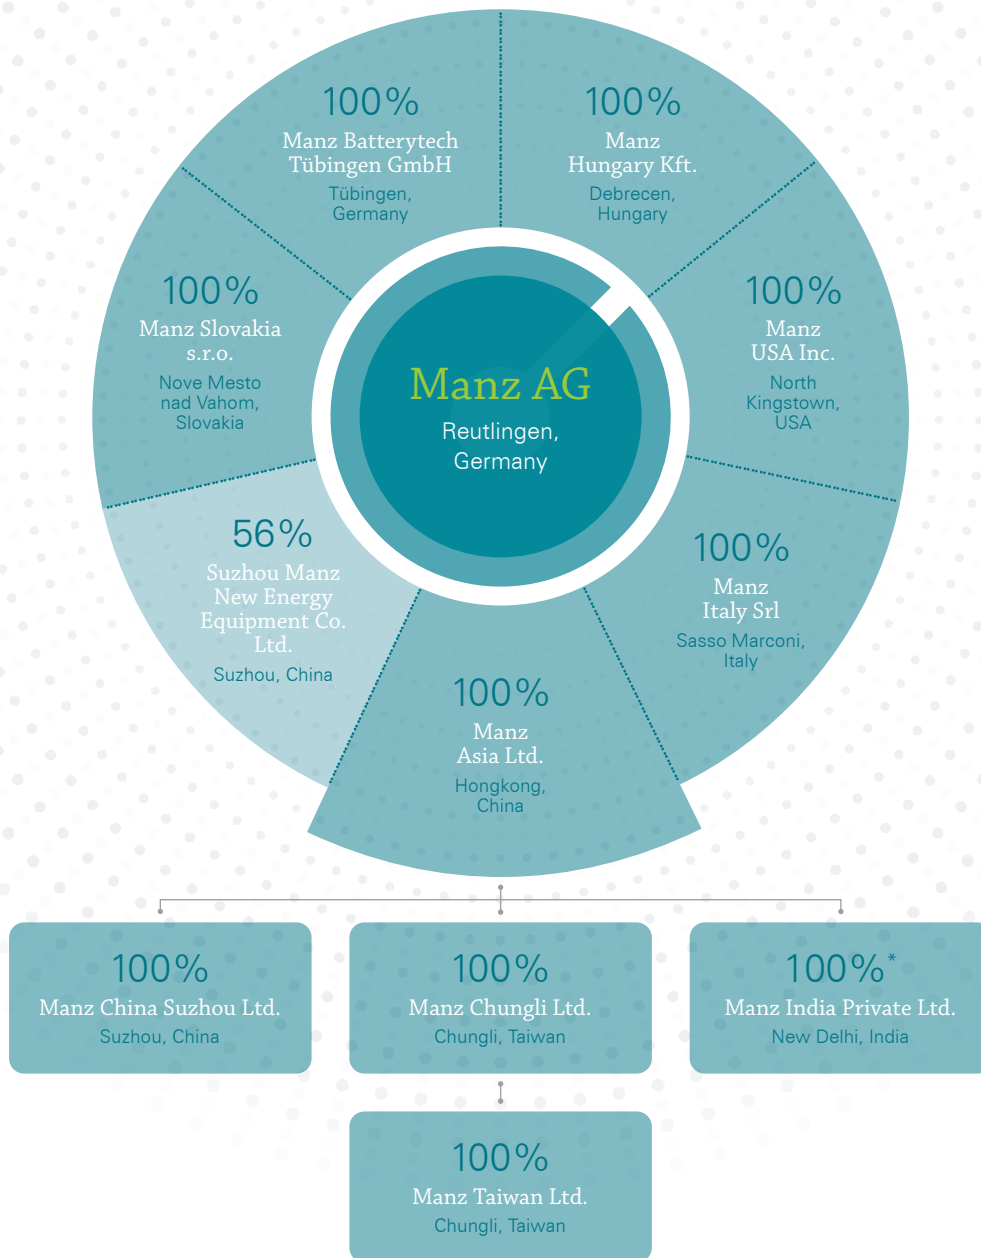 100%
Manz Batterytech
Tübingen GmbH
Tübingen,
Germany
100%
Manz
Hungary Kft.
Debrecen,
Hungary
100%
Manz Slovakia
s.r.o.
Nove Mesto
nad Vahom,
Slovakia
100%
Manz
USA Inc.
North
Kingstown,
USA
Manz AG
Reutlingen,
Germany
56%
Suzhou Manz
New Energy
Equipment Co.
Ltd.
Suzhou, China
100%
Manz
Italy Srl
Sasso Marconi,
Italy
100%
Manz
Asia Ltd.
Hongkong,
China
100%
Manz China Suzhou Ltd.
Suzhou, China
100%
Manz Chungli Ltd.
Chungli, Taiwan
100%*
Manz India Private Ltd.
New Delhi, India
100%
Manz Taiwan Ltd.
Chungli, Taiwan